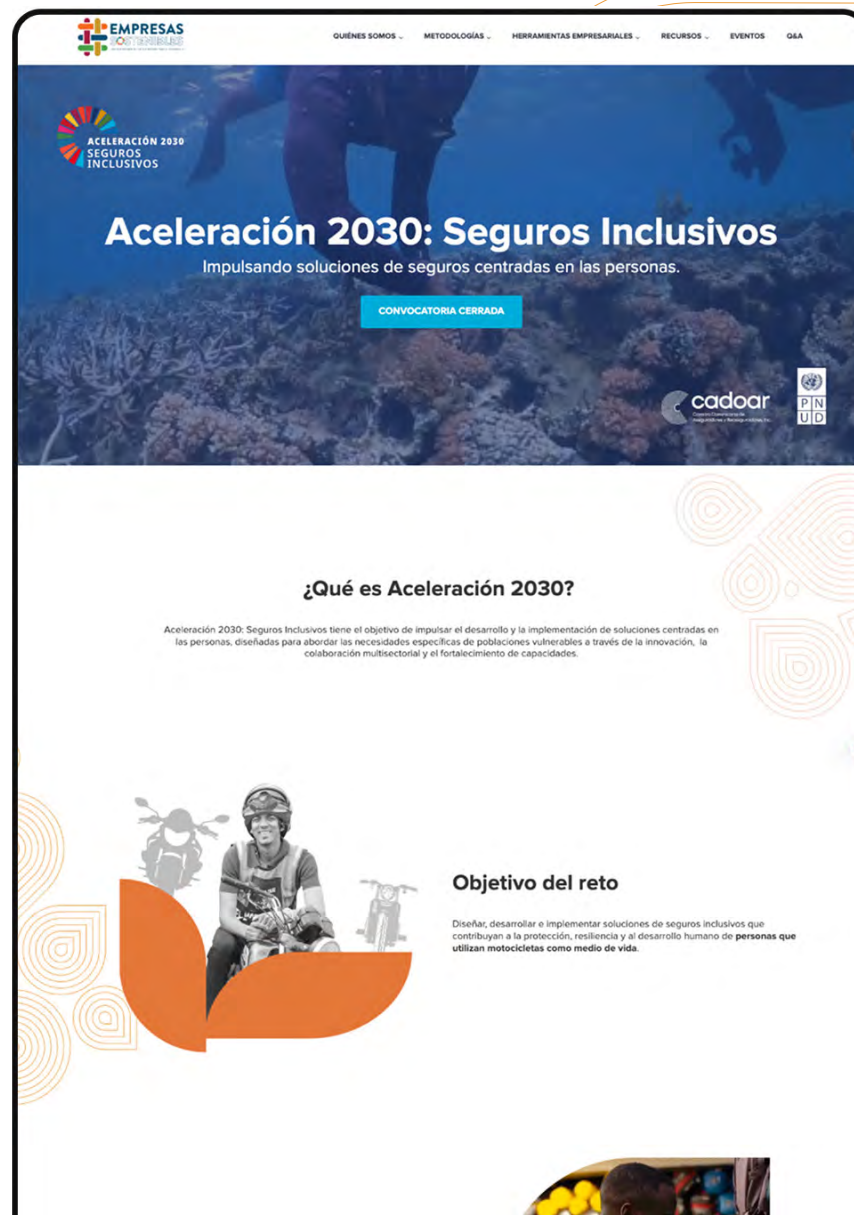 EMPRESAS
SOSTENIBLES
QUIÉNES SOMOS
METODOLOGÍAS
HERRAMIENTAS EMPRESARIALES
RECURSOS
EVENTOS
Q&A
ACELERACIÓN 2030
SEGUROS
INCLUSIVOS
Aceleración 2030: Seguros Inclusivos
Impulsando soluciones de seguros centradas en las personas.
CONVOCATORIA CERRADA
cadoar
P N
U D
¿Qué es Aceleración 2030?
Aceleración 2030: Seguros Inclusivos tiene el objetivo de impulsar el desarrollo y la implementación de soluciones centradas en
las personas, diseñadas para abordar las necesidades específicas de poblaciones vulnerables a través de la innovación, la
colaboración multisectorial y el fortalecimiento de capacidades.
Objetivo del reto
Diseñar, desarrollar e implementar soluciones de seguros inclusivos que
contribuyan a la protección, resiliencia y al desarrollo humano de personas que
utilizan motocicletas como medio de vida.